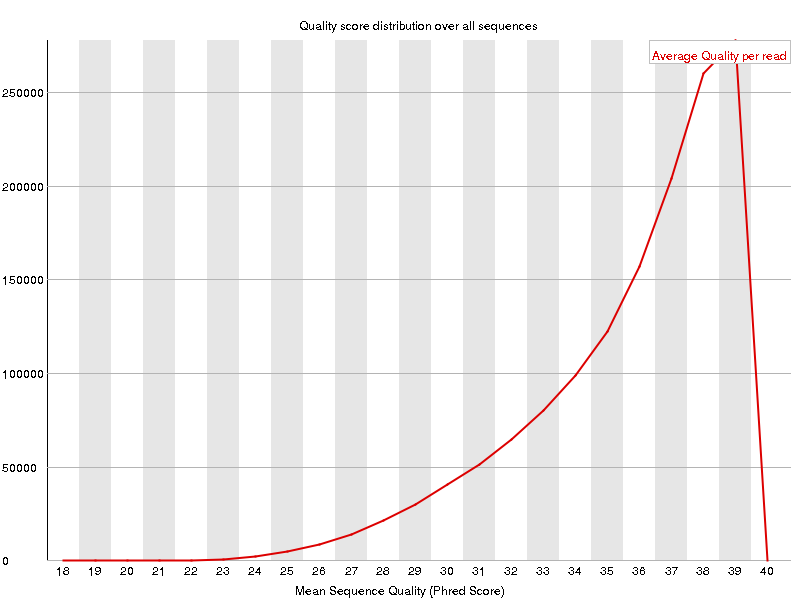 Quality score distribution over all sequences
Average Quality per read
250000
200000
150000
100000
50000
0
18 19 20 21 22 23 24 25 26 27 28 29 30 31 32 33 34 35 36 37 38 39 40
Mean Sequence Quality (Phred Score)